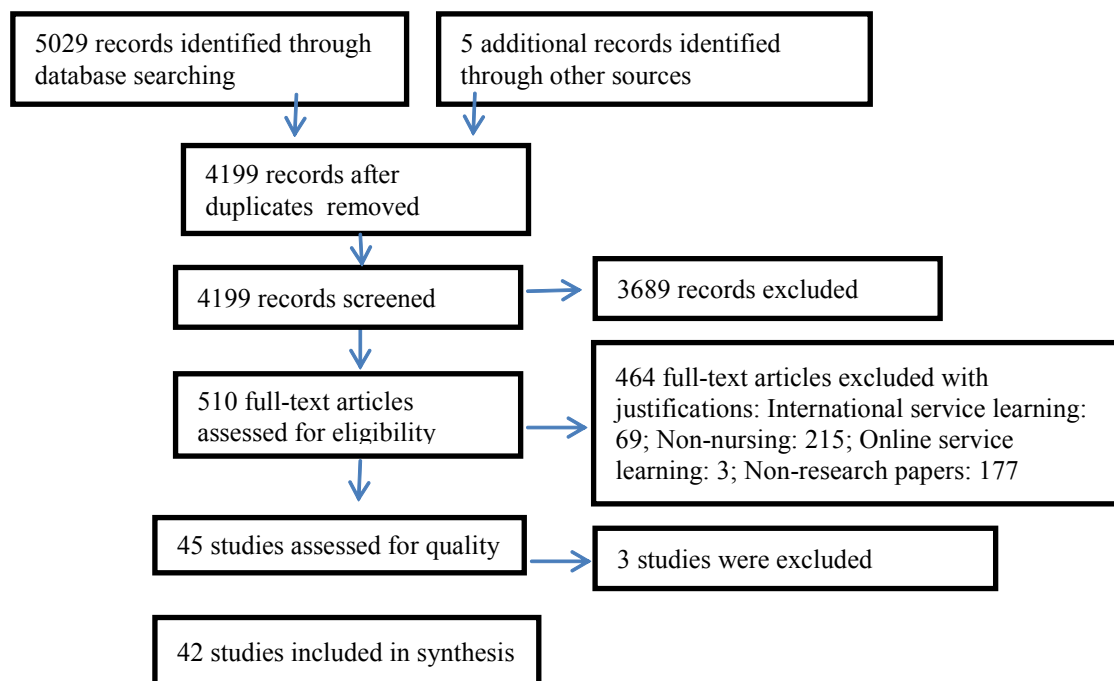 5029 records identified through
database searching
5 additional records identified
through other sources
4199 records after
duplicates removed
4199 records screened
3689 records excluded
510 full-text articles
assessed for eligibility
464 full-text articles excluded with
justifications: International service learning:
69; Non-nursing: 215; Online service
learning: 3; Non-research papers: 177
45 studies assessed for quality
3 studies were excluded
42 studies included in synthesis